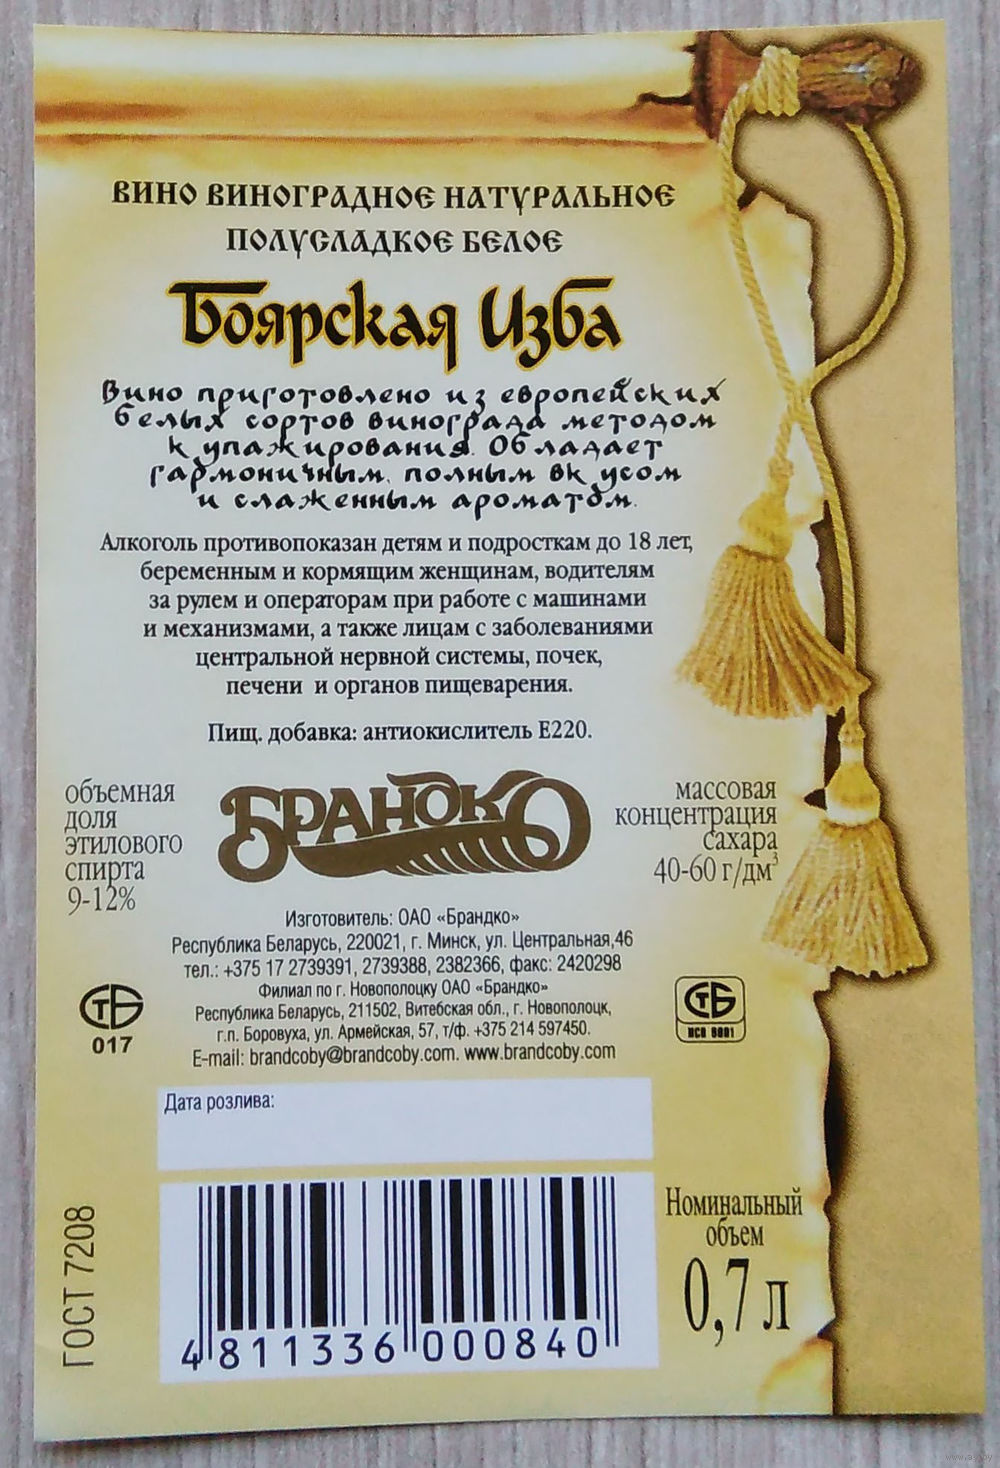 ВИНО ВИНОГРАДНОЕ НАТУРАЛЬНОЕ
ПОЛУСЛАДКОЕ БЕЛОЕ
Боярская Изба
Вино приготовлено из европейских
белых сортов винограда методом
купажирования. Обладает
гармоничным, полным вкусом
и слаженным ароматом.
Алкоголь противопоказан детям и подросткам до 18 лет,
беременным и кормящим женщинам, водителям
за рулем и операторам при работе с машинами
и механизмами, а также лицам с заболеваниями
центральной нервной системы, почек,
печени и органов пищеварения.
Пищ. добавка: антиокислитель Е220.
объемная
доля
этилового
спирта
9-12%
БРАНДКО
массовая
концентрация
сахара
40-60 г/дм³
Изготовитель: ОАО «Брандко»
Республика Беларусь, 220021, г. Минск, ул. Центральная,46
тел.: +375 17 2739391, 2739388, 2382366, факс: 2420298
Филиал по г. Новополоцку ОАО «Брандко»
Республика Беларусь, 211502, Витебская обл., г. Новополоцк,
г.п. Боровуха, ул. Армейская, 57, т/ф. +375 214 597450.
E-mail: brandcoby@brandcoby.com. www.brandcoby.com
СТБ
017
СТБ
ИСО 9001
Дата розлива:
ГОСТ 7208
4 811336 000840
Номинальный
объем
0,7 л